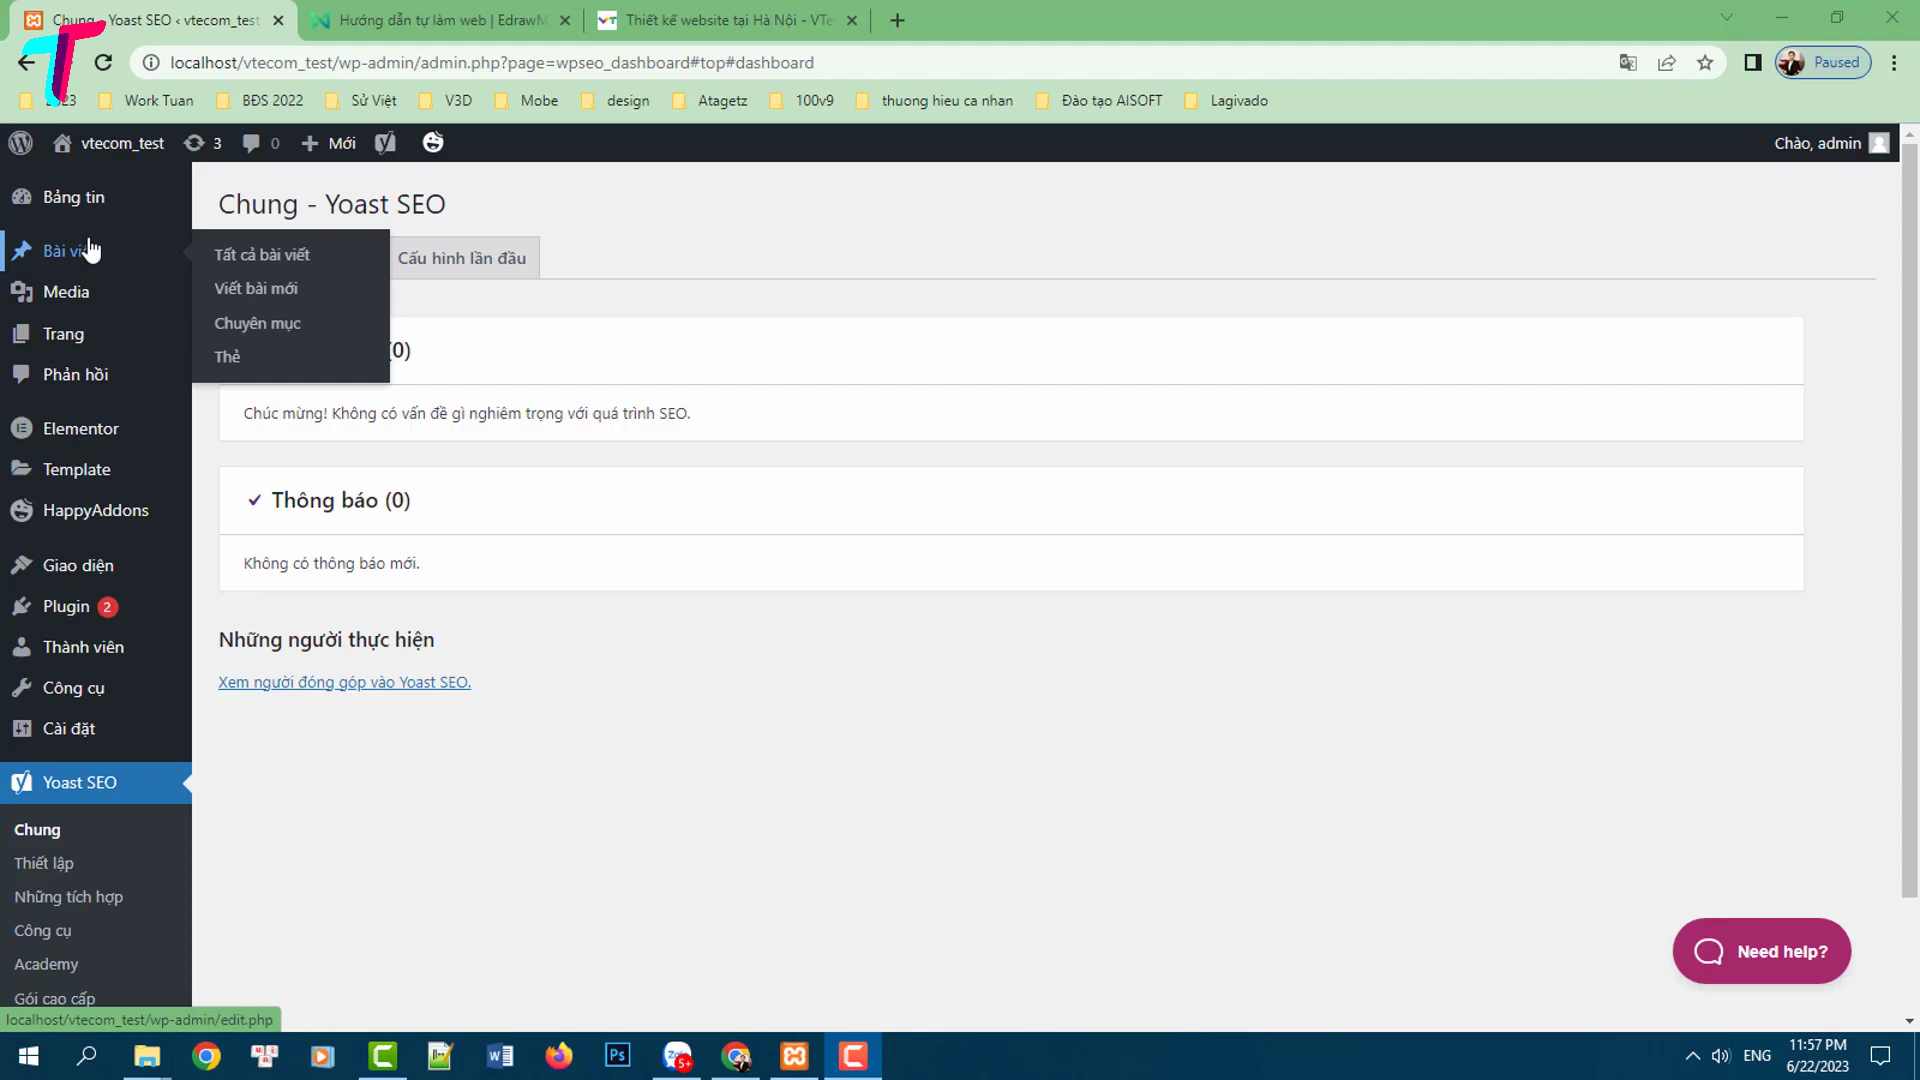 Chung - Yoast SEO ‹ vtecom_test
Hướng dẫn tự làm web | EdrawM
Thiết kế website tại Hà Nội - VTe
localhost/vtecom_test/wp-admin/admin.php?page=wpseo_dashboard#top#dashboard
Paused
Work Tuan
BĐS 2022
Sử Việt
V3D
Mobe
design
Atagetz
100v9
thuong hieu ca nhan
Đào tạo AISOFT
Lagivado
vtecom_test
3
0
Mới
Chào, admin
Bảng tin
Bài
Media
Trang
Phản hồi
Elementor
Template
HappyAddons
Giao diện
Plugin 2
Thành viên
Công cụ
Cài đặt
Yoast SEO
Chung
Thiết lập
Những tích hợp
Công cụ
Academy
Gói cao cấp
Tất cả bài viết
Viết bài mới
Chuyên mục
Thẻ
Chung - Yoast SEO
Cấu hình lần đầu
(0)
Chúc mừng! Không có vấn đề gì nghiêm trọng với quá trình SEO.
Thông báo (0)
Không có thông báo mới.
Những người thực hiện
Xem người đóng góp vào Yoast SEO.
Need help?
localhost/vtecom_test/wp-admin/edit.php
5+
ENG
11:57 PM
6/22/2023